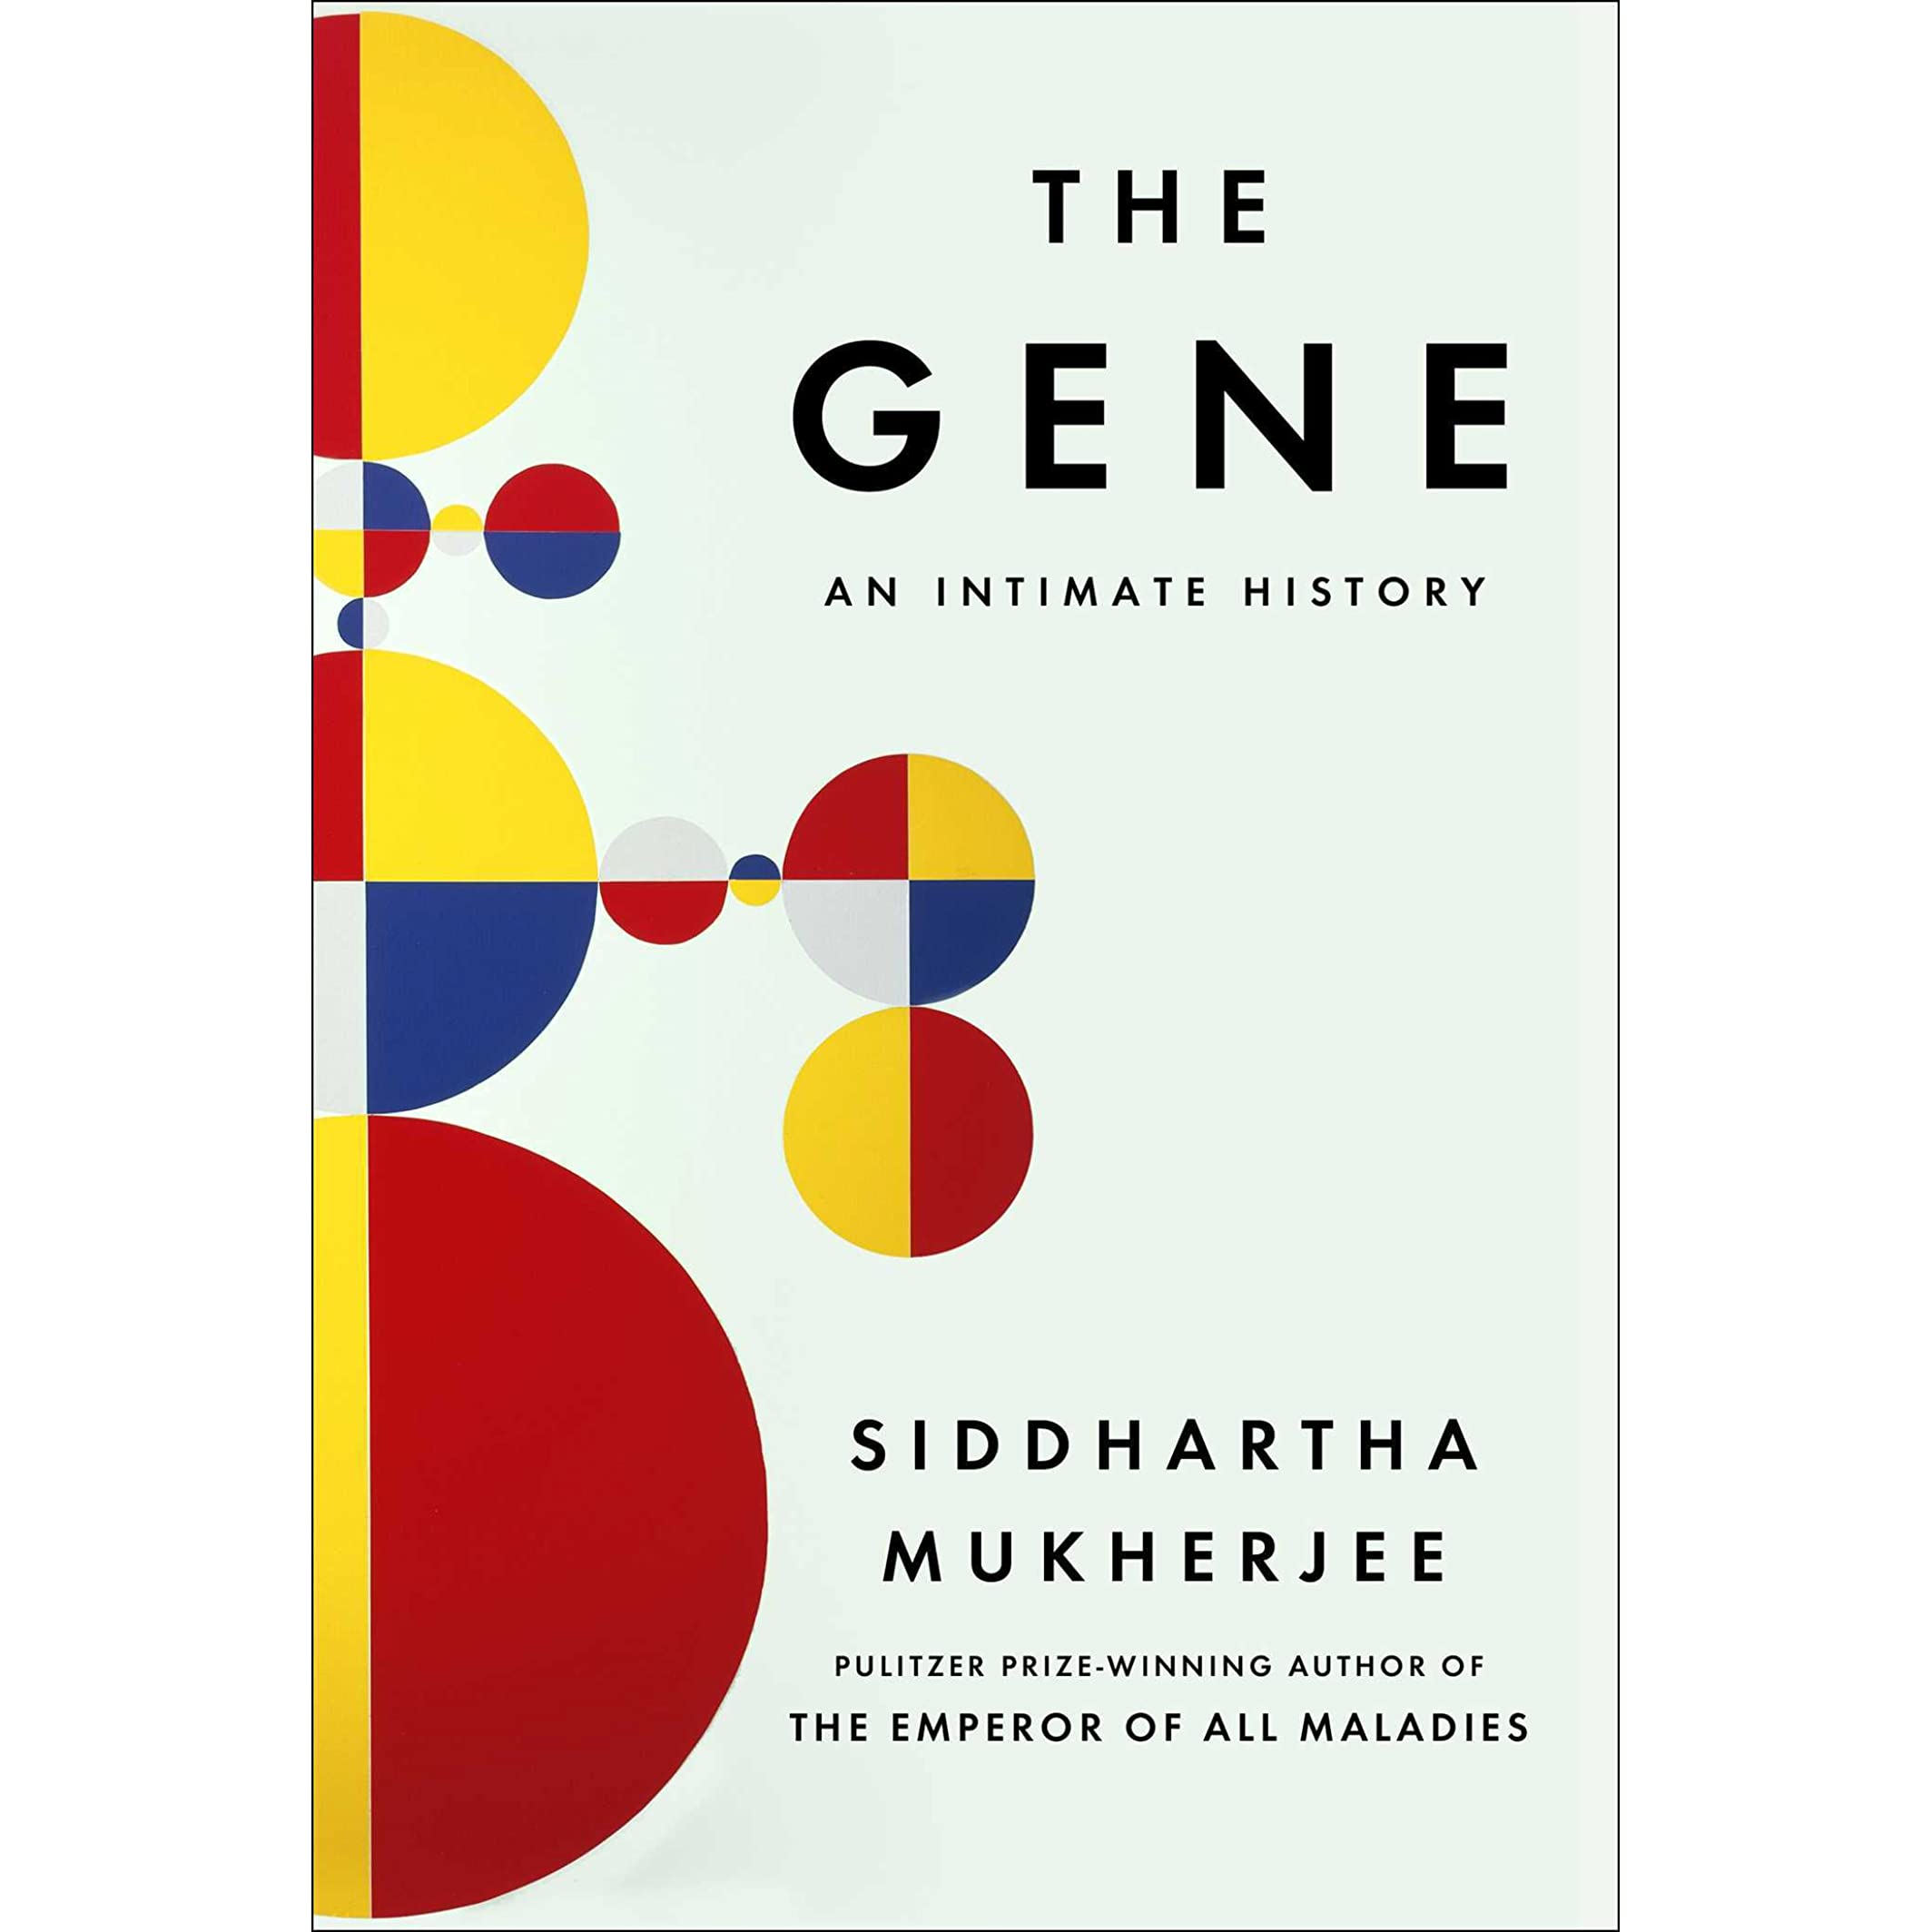 THE
GENE
AN INTIMATE HISTORY
SIDDHARTHA
MUKHERJEE
PULITZER PRIZE-WINNING AUTHOR OF
THE EMPEROR OF ALL MALADIES